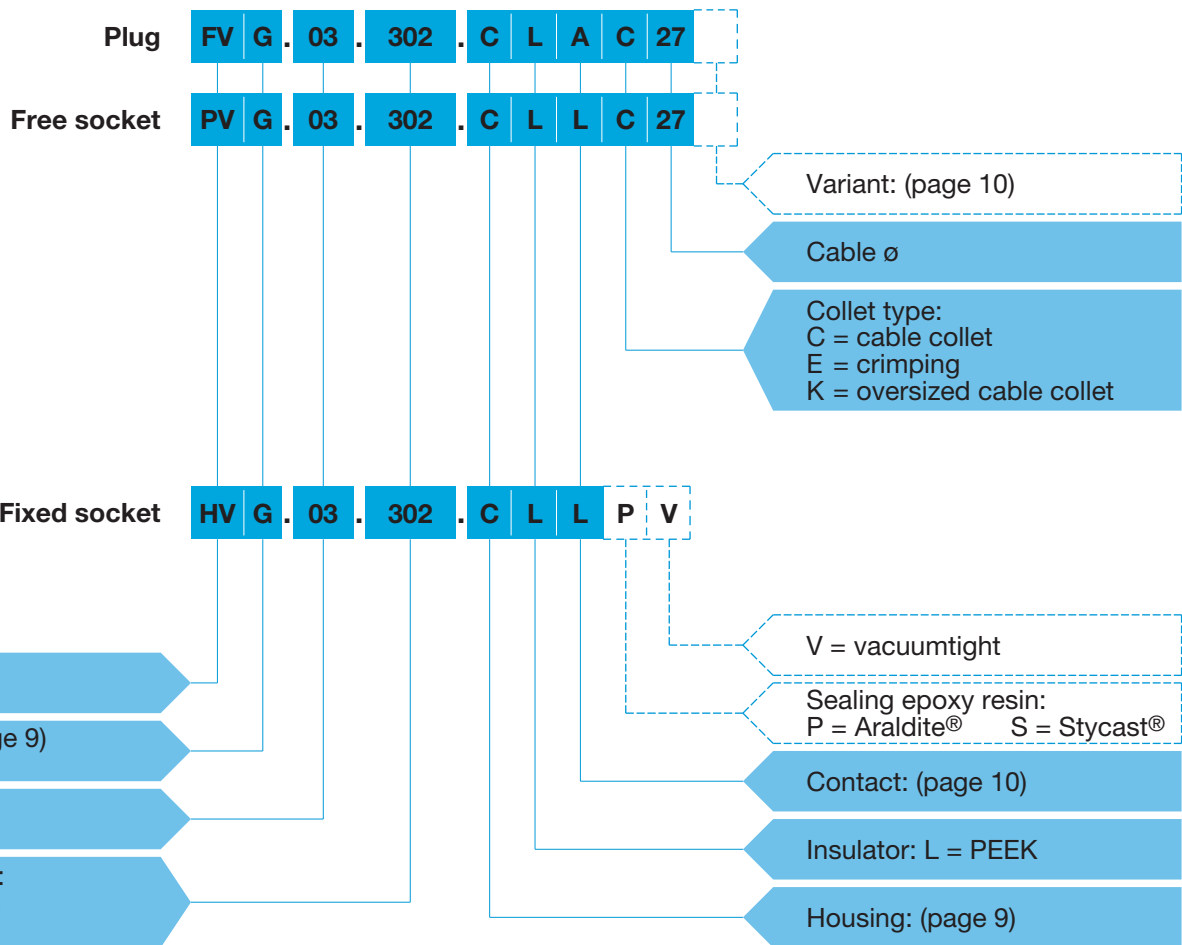 Plug FV G . 03 . 302 . C L A C 27
Free socket PV G . 03 . 302 . C L L C 27
Variant: (page 10)
Cable ø
Collet type:
C = cable collet
E = crimping
K = oversized cable collet
Fixed socket HV G . 03 . 302 . C L L P V
V = vacuumtight
Sealing epoxy resin:
P = Araldite® S = Stycast®
Contact: (page 10)
Insulator: L = PEEK
Housing: (page 9)
9)
: